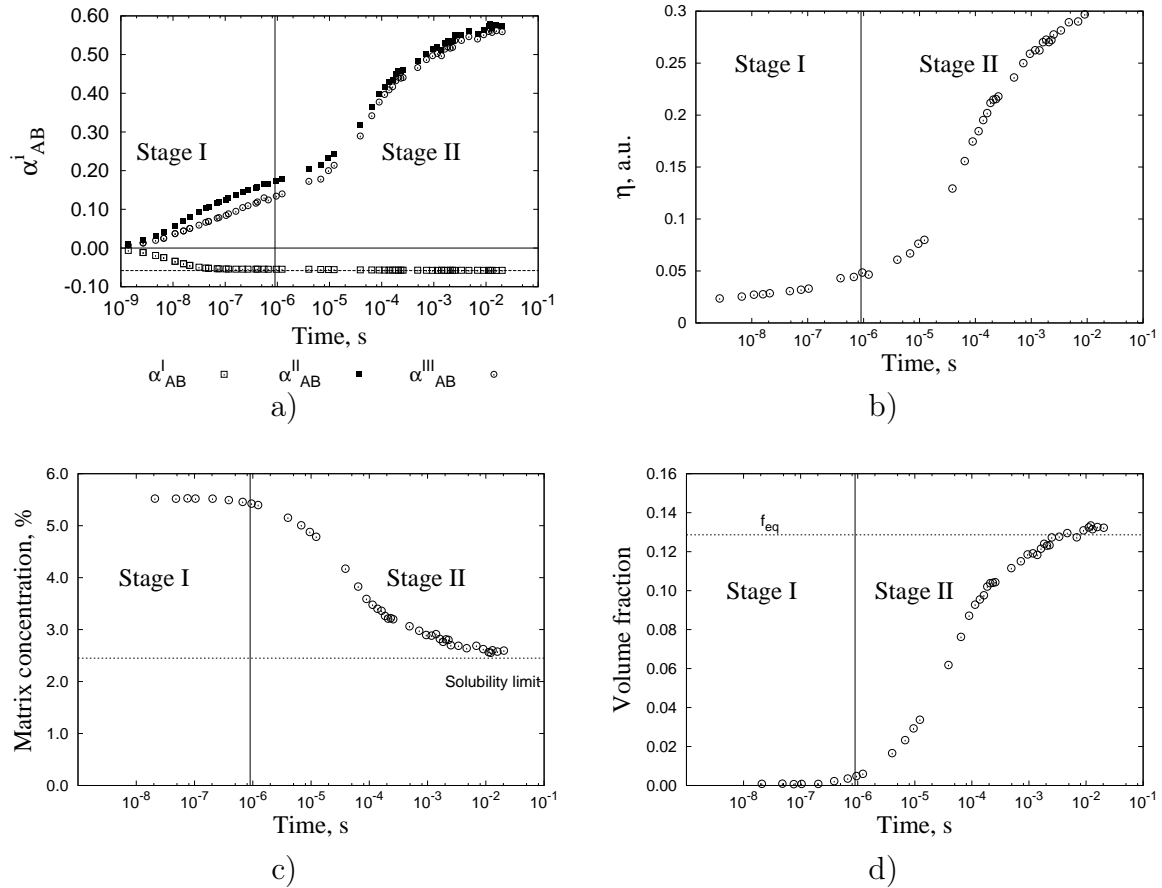 0.60
0.50
0.40
0.30
0.20
0.10
0.00
-0.10
α^i_AB
Stage I
Stage II
10^-9 10^-8 10^-7 10^-6 10^-5 10^-4 10^-3 10^-2 10^-1
Time, s
α^I_AB α^II_AB α^III_AB
a)
0.3
0.25
0.2
0.15
0.1
0.05
0
η, a.u.
Stage I
Stage II
10^-8 10^-7 10^-6 10^-5 10^-4 10^-3 10^-2 10^-1
Time, s
b)
6.0
5.0
4.0
3.0
2.0
1.0
0.0
Matrix concentration, %
Stage I
Stage II
Solubility limit
10^-8 10^-7 10^-6 10^-5 10^-4 10^-3 10^-2 10^-1
Time, s
c)
0.16
0.14
0.12
0.10
0.08
0.06
0.04
0.02
0.00
Volume fraction
f_eq
Stage I
Stage II
10^-8 10^-7 10^-6 10^-5 10^-4 10^-3 10^-2 10^-1
Time, s
d)